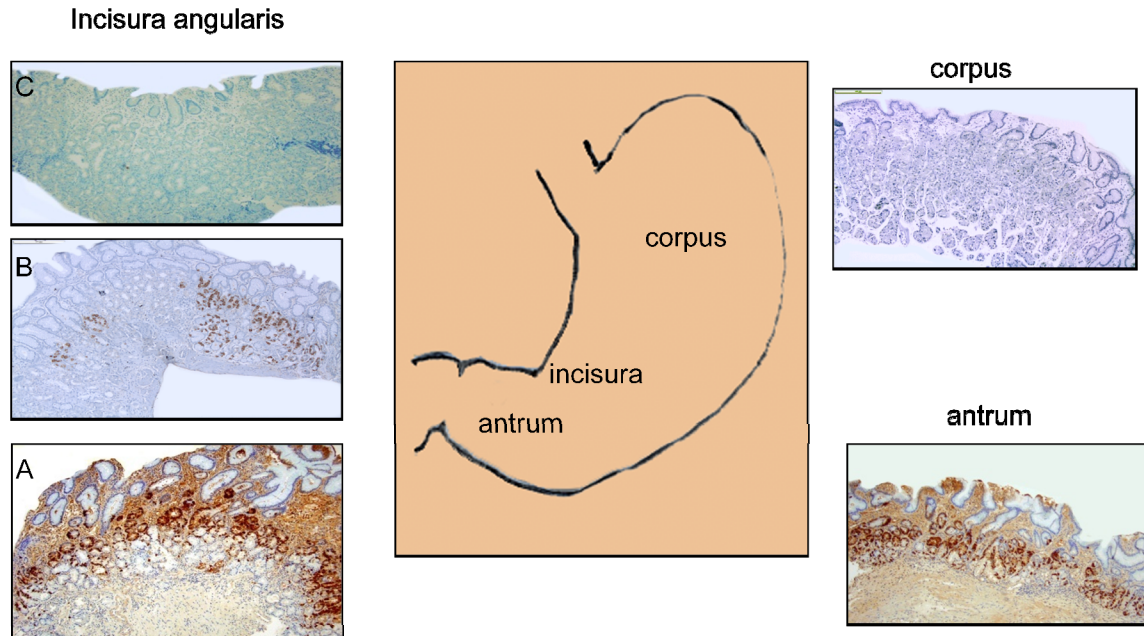 Incisura angularis
C
corpus
B
corpus
incisura
antrum
antrum
A